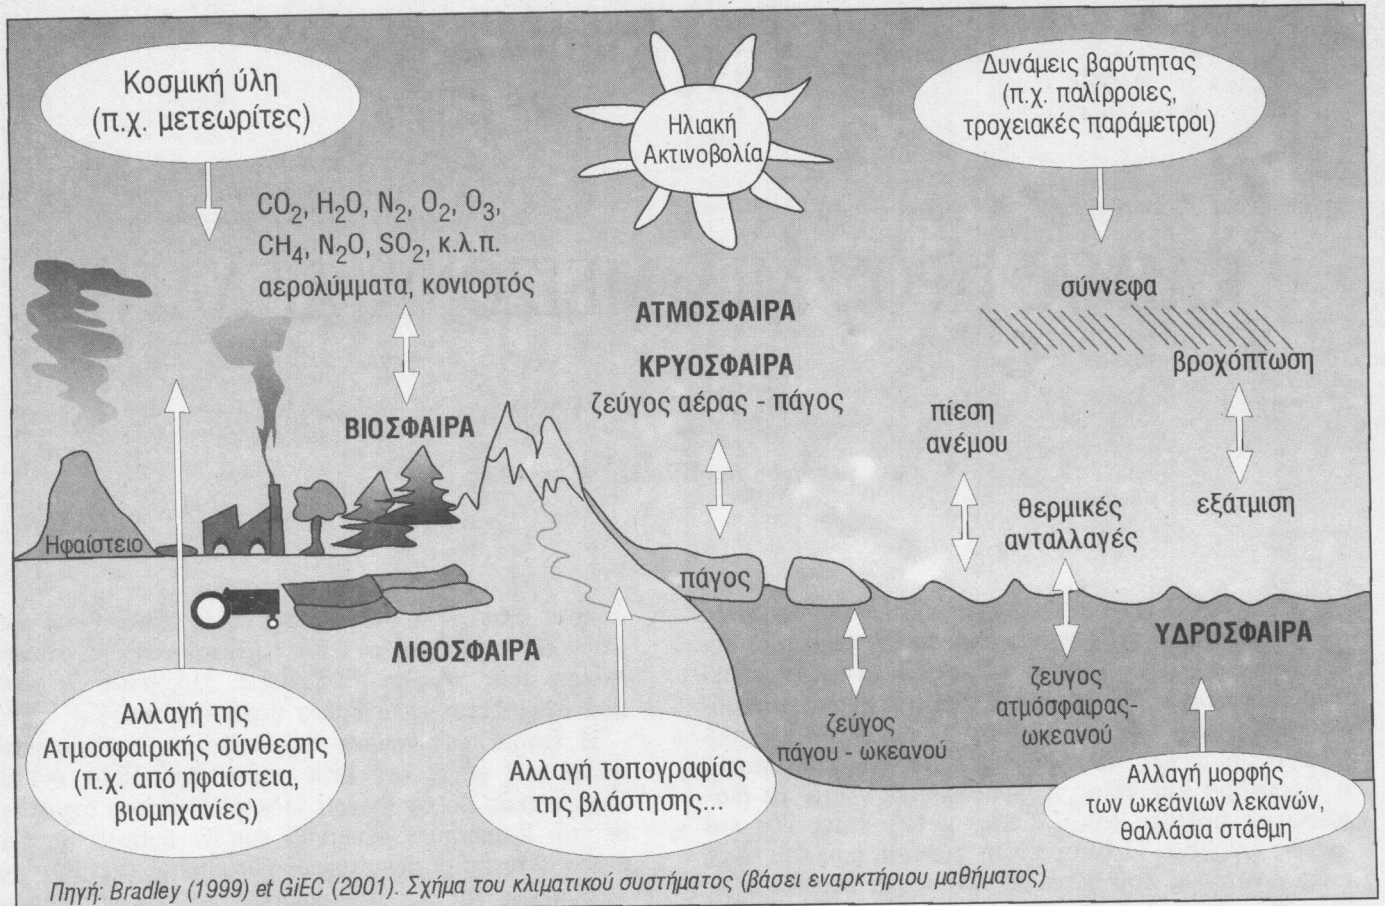 Κοσμική ύλη
(π.χ. μετεωρίτες)
Ηλιακή
Ακτινοβολία
Δυνάμεις βαρύτητας
(π.χ. παλίρροιες,
τροχειακές παράμετροι)
CO₂, H₂O, N₂, O₂, O₃,
CH₄, N₂O, SO₂, κ.λ.π.
αερολύμματα, κονιορτός
σύννεφα
ΑΤΜΟΣΦΑΙΡΑ
ΚΡΥΟΣΦΑΙΡΑ
ζεύγος αέρας - πάγος
βροχόπτωση
ΒΙΟΣΦΑΙΡΑ
πίεση
ανέμου
εξάτμιση
θερμικές
ανταλλαγές
Ηφαίστειο
πάγος
ΛΙΘΟΣΦΑΙΡΑ
ΥΔΡΟΣΦΑΙΡΑ
ζεύγος
πάγου - ωκεανού
ζευγος
ατμόσφαιρας-
ωκεανού
Αλλαγή της
Ατμοσφαιρικής σύνθεσης
(π.χ. από ηφαίστεια,
βιομηχανίες)
Αλλαγή τοπογραφίας
της βλάστησης...
Αλλαγή μορφής
των ωκεάνιων λεκανών,
θαλλάσια στάθμη
Πηγή: Bradley (1999) et GiEC (2001). Σχήμα του κλιματικού συστήματος (βάσει εναρκτήριου μαθήματος)